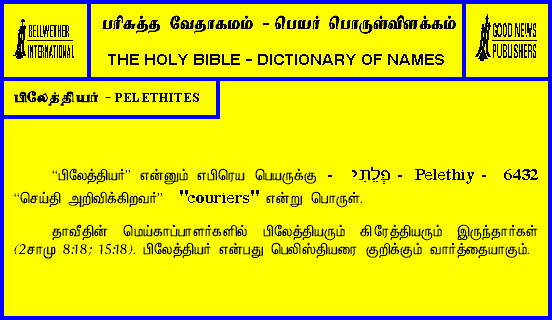 BELLWETHER
INTERNATIONAL
பரிசுத்த வேதாகமம் - பெயர் பொருள்விளக்கம்
THE HOLY BIBLE - DICTIONARY OF NAMES
GOOD NEWS
PUBLISHERS
பிலேத்தியர் - PELETHITES
“பிலேத்தியர்” என்னும் எபிரெய பெயருக்கு - פְּלֵתִי - Pelethiy - 6432
“செய்தி அறிவிக்கிறவர்” "couriers" என்று பொருள்.
தாவீதின் மெய்காப்பாளர்களில் பிலேத்தியரும் கிரேத்தியரும் இருந்தார்கள்
(2சாமு 8:18; 15:18). பிலேத்தியர் என்பது பெலிஸ்தியரை குறிக்கும் வார்த்தையாகும்.